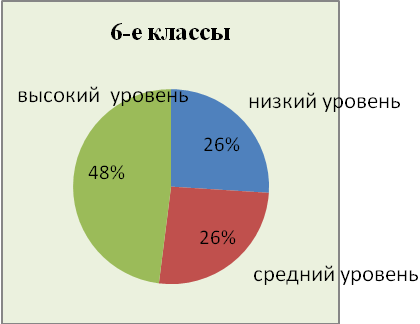 6-е классы
высокий  уровень
низкий уровень
26%
48%
26%
средний уровень